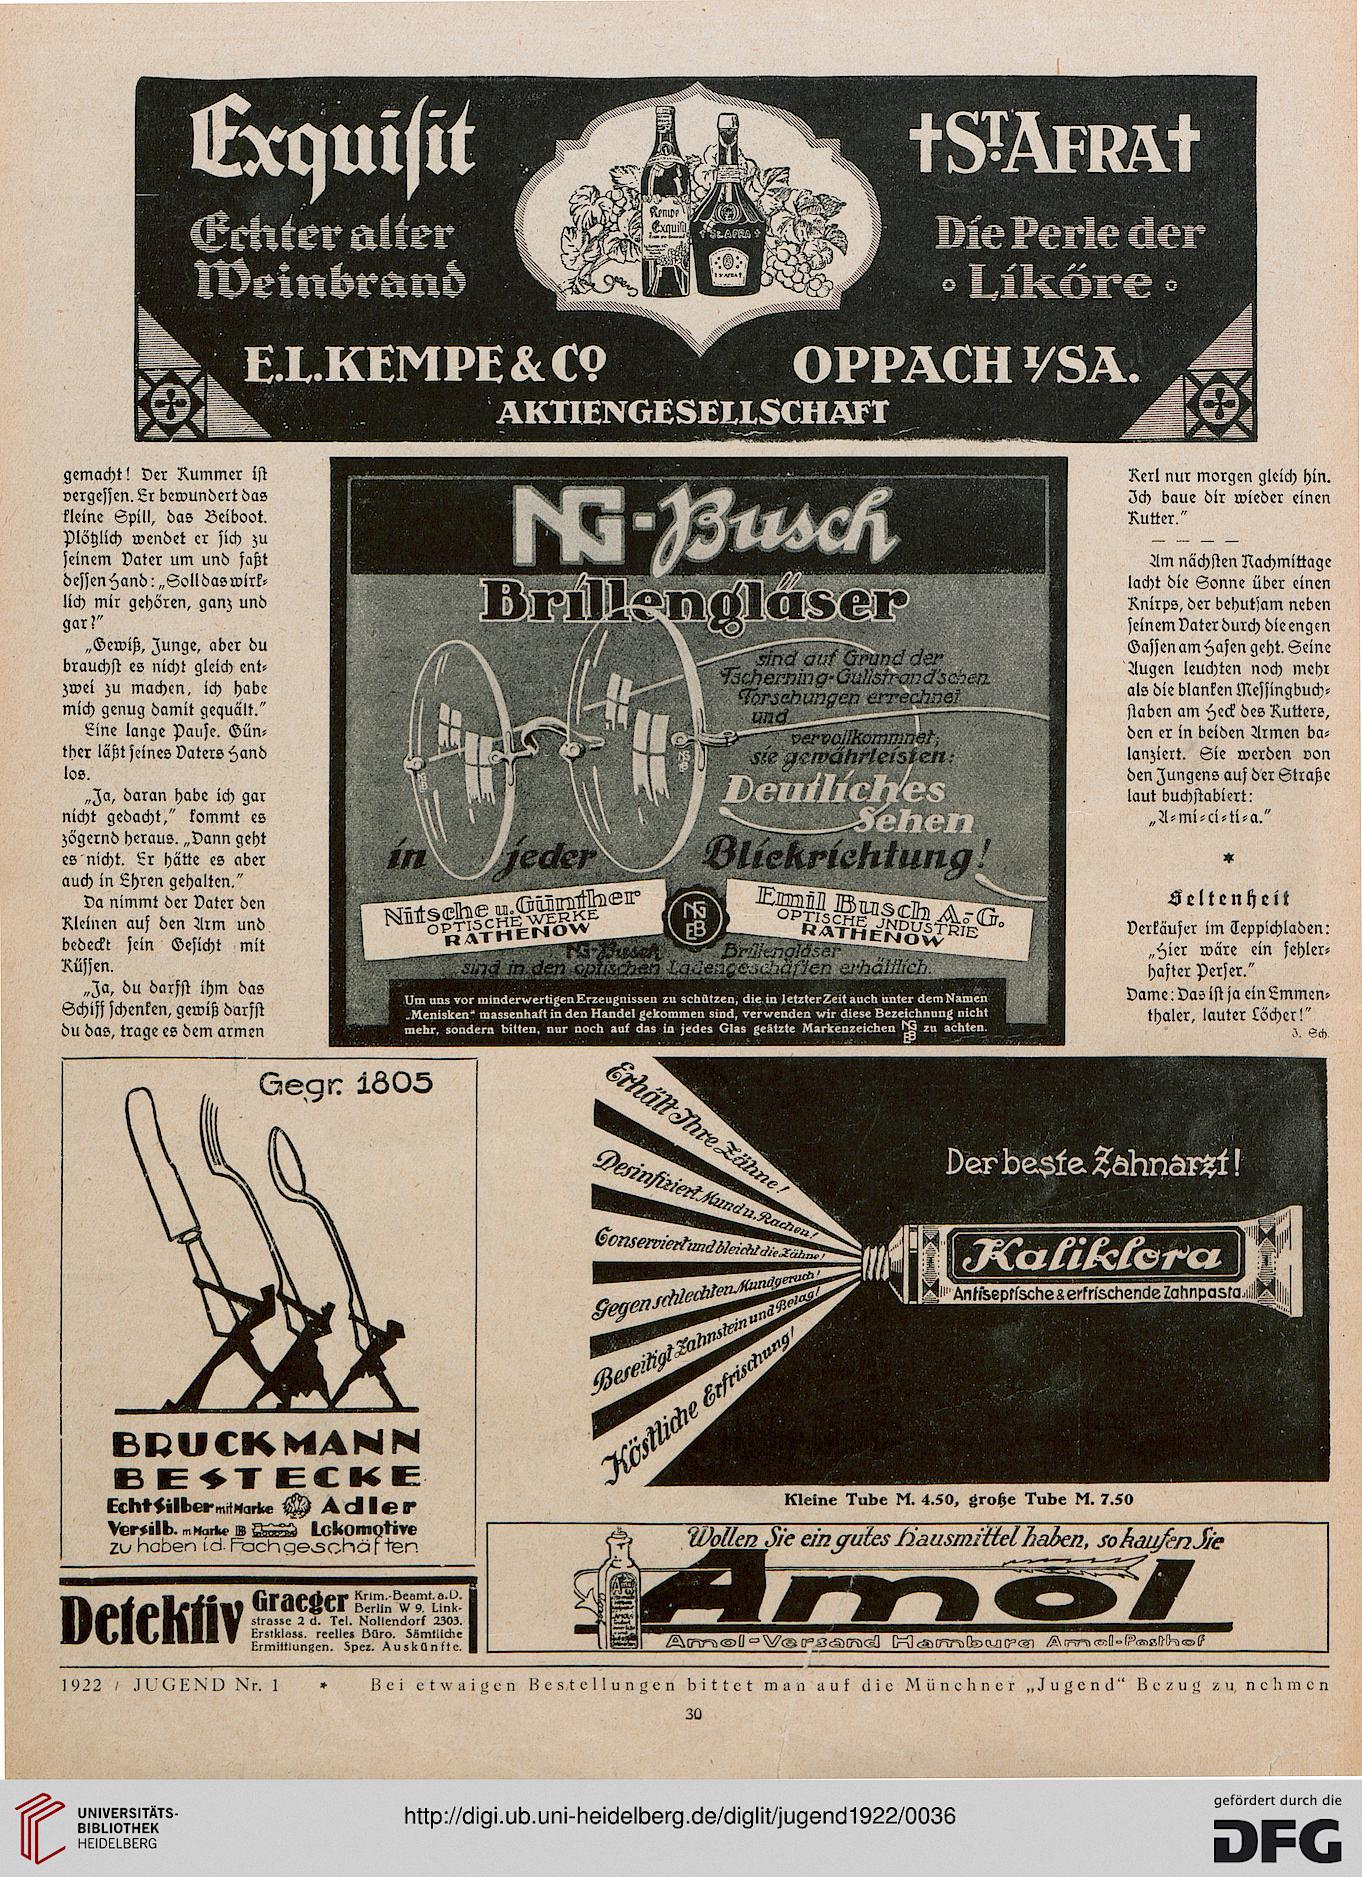 Exquisit
Echter alter
Weinbrand
Kempe
Exquisit
ST. AFRA
†ST. AFRA†
Die Perle der
Liköre
E.L. KEMPE & CO
OPPACH I/SA.
AKTIENGESELLSCHAFT
gemacht! Der Kummer ist
vergessen. Er bewundert das
kleine Spill, das Beiboot.
Plötzlich wendet er sich zu
seinem Vater um und faßt
dessen Hand: „Soll das wirk-
lich mir gehören, ganz und
gar?"
„Gewiß, Junge, aber du
brauchst es nicht gleich ent-
zwei zu machen, ich habe
mich genug damit gequält."
Eine lange Pause. Gün-
ther läßt seines Vaters Hand
los.
„Ja, daran habe ich gar
nicht gedacht," kommt es
zögernd heraus. „Dann geht
es nicht. Er hätte es aber
auch in Ehren gehalten."
Da nimmt der Vater den
Kleinen auf den Arm und
bedeckt sein Gesicht mit
Küssen.
„Ja, du darfst ihm das
Schiff schenken, gewiß darfst
du das, trage es dem armen
NG-Busch
Brillengläser
sind auf Grund der
Tscherning-Gullstrand'schen
Forschungen errechnet
und
vervollkommnet;
sie gewährleisten:
Deutliches
Sehen
in jeder Blickrichtung!
Nitsche u. Günther
OPTISCHE WERKE
RATHENOW
NG
EB
Emil Busch A.-G.
OPTISCHE JNDUSTRIE
RATHENOW
NG-Busch Brillengläser
sind in den optischen Ladengeschäften erhältlich.
Um uns vor minderwertigen Erzeugnissen zu schützen, die in letzter Zeit auch unter dem Namen
„Menisken" massenhaft in den Handel gekommen sind, verwenden wir diese Bezeichnung nicht
mehr, sondern bitten, nur noch auf das in jedes Glas geätzte Markenzeichen NG EB zu achten.
Kerl nur morgen gleich hin.
Ich baue dir wieder einen
Kutter."
— — — — —
Am nächsten Nachmittage
lacht die Sonne über einen
Knirps, der behutsam neben
seinem Vater durch die engen
Gassen am Hafen geht. Seine
Augen leuchten noch mehr
als die blanken Messingbuch-
staben am Heck des Kutters,
den er in beiden Armen ba-
lanziert. Sie werden von
den Jungens auf der Straße
laut buchstabiert:
„A-mi-ci-ti-a."
*
Seltenheit
Verkäufer im Teppichladen:
„Hier wäre ein fehler-
hafter Perser."
Dame: Das ist ja ein Emmen-
thaler, lauter Löcher!"
J. Sch.
Gegr. 1805
BRUCKMANN
BESTECKE
Echt Silber mit Marke Adler
Versilb. m Marke B Lokomotive
zu haben i.d. Fachgeschäften
Erhält Ihre Zähne!
Desinfiziert Mund u. Rachen!
Conserviert und bleicht die Zähne!
Gegen schlechten Mundgeruch!
Beseitigt Zahnstein und Belag!
Köstliche Erfrischung!
Der beste Zahnarzt!
Kaliklora
Antiseptische & erfrischende Zahnpasta
Kleine Tube M. 4.50, große Tube M. 7.50
Detektiv
Graeger Krim.-Beamt. a. D.
Berlin W 9, Link-
strasse 2 d. Tel. Nollendorf 2303.
Erstklass. reelles Büro. Sämtliche
Ermittlungen. Spez. Auskünfte.
Wollen Sie ein gutes Hausmittel haben, so kaufen Sie
Amol
Amol-Versand Hamburg Amol-Posthof
1922 / JUGEND Nr. 1 * Bei etwaigen Bestellungen bittet man auf die Münchner „Jugend" Bezug zu nehmen
30
UNIVERSITÄTS-
BIBLIOTHEK
HEIDELBERG
http://digi.ub.uni-heidelberg.de/diglit/jugend1922/0036
gefördert durch die
DFG